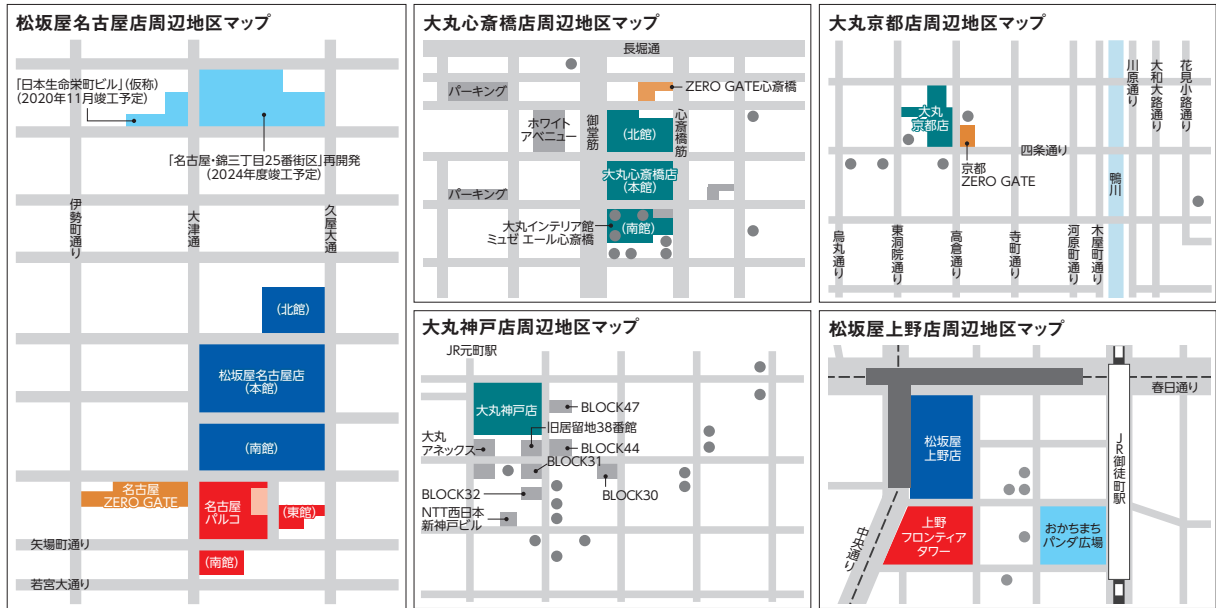 松坂屋名古屋店周辺地区マップ
「日本生命栄町ビル」(仮称)
(2020年11月竣工予定)
「名古屋・錦三丁目25番街区」再開発
(2024年度竣工予定)
伊勢町通り
大津通
久屋大通
(北館)
松坂屋名古屋店
(本館)
(南館)
名古屋
ZERO GATE
名古屋
パルコ
(東館)
矢場町通り
(南館)
若宮大通り
大丸心斎橋店周辺地区マップ
長堀通
パーキング
ZERO GATE心斎橋
ホワイト
アベニュー
御堂筋
(北館)
心斎橋筋
大丸心斎橋店
(本館)
パーキング
大丸インテリア館
ミュゼ エール心斎橋
(南館)
大丸京都店周辺地区マップ
川原通り
大和大路通り
花見小路通り
大丸
京都店
四条通り
京都
ZERO GATE
鴨川
烏丸通り
東洞院通り
高倉通り
寺町通り
河原町通り
木屋町通り
大丸神戸店周辺地区マップ
JR元町駅
大丸神戸店
BLOCK47
旧居留地38番館
大丸
アネックス
BLOCK44
BLOCK31
BLOCK32
BLOCK30
NTT西日本
新神戸ビル
松坂屋上野店周辺地区マップ
春日通り
松坂屋
上野店
JR御徒町駅
中央通り
上野
フロンティア
タワー
おかちまち
パンダ広場